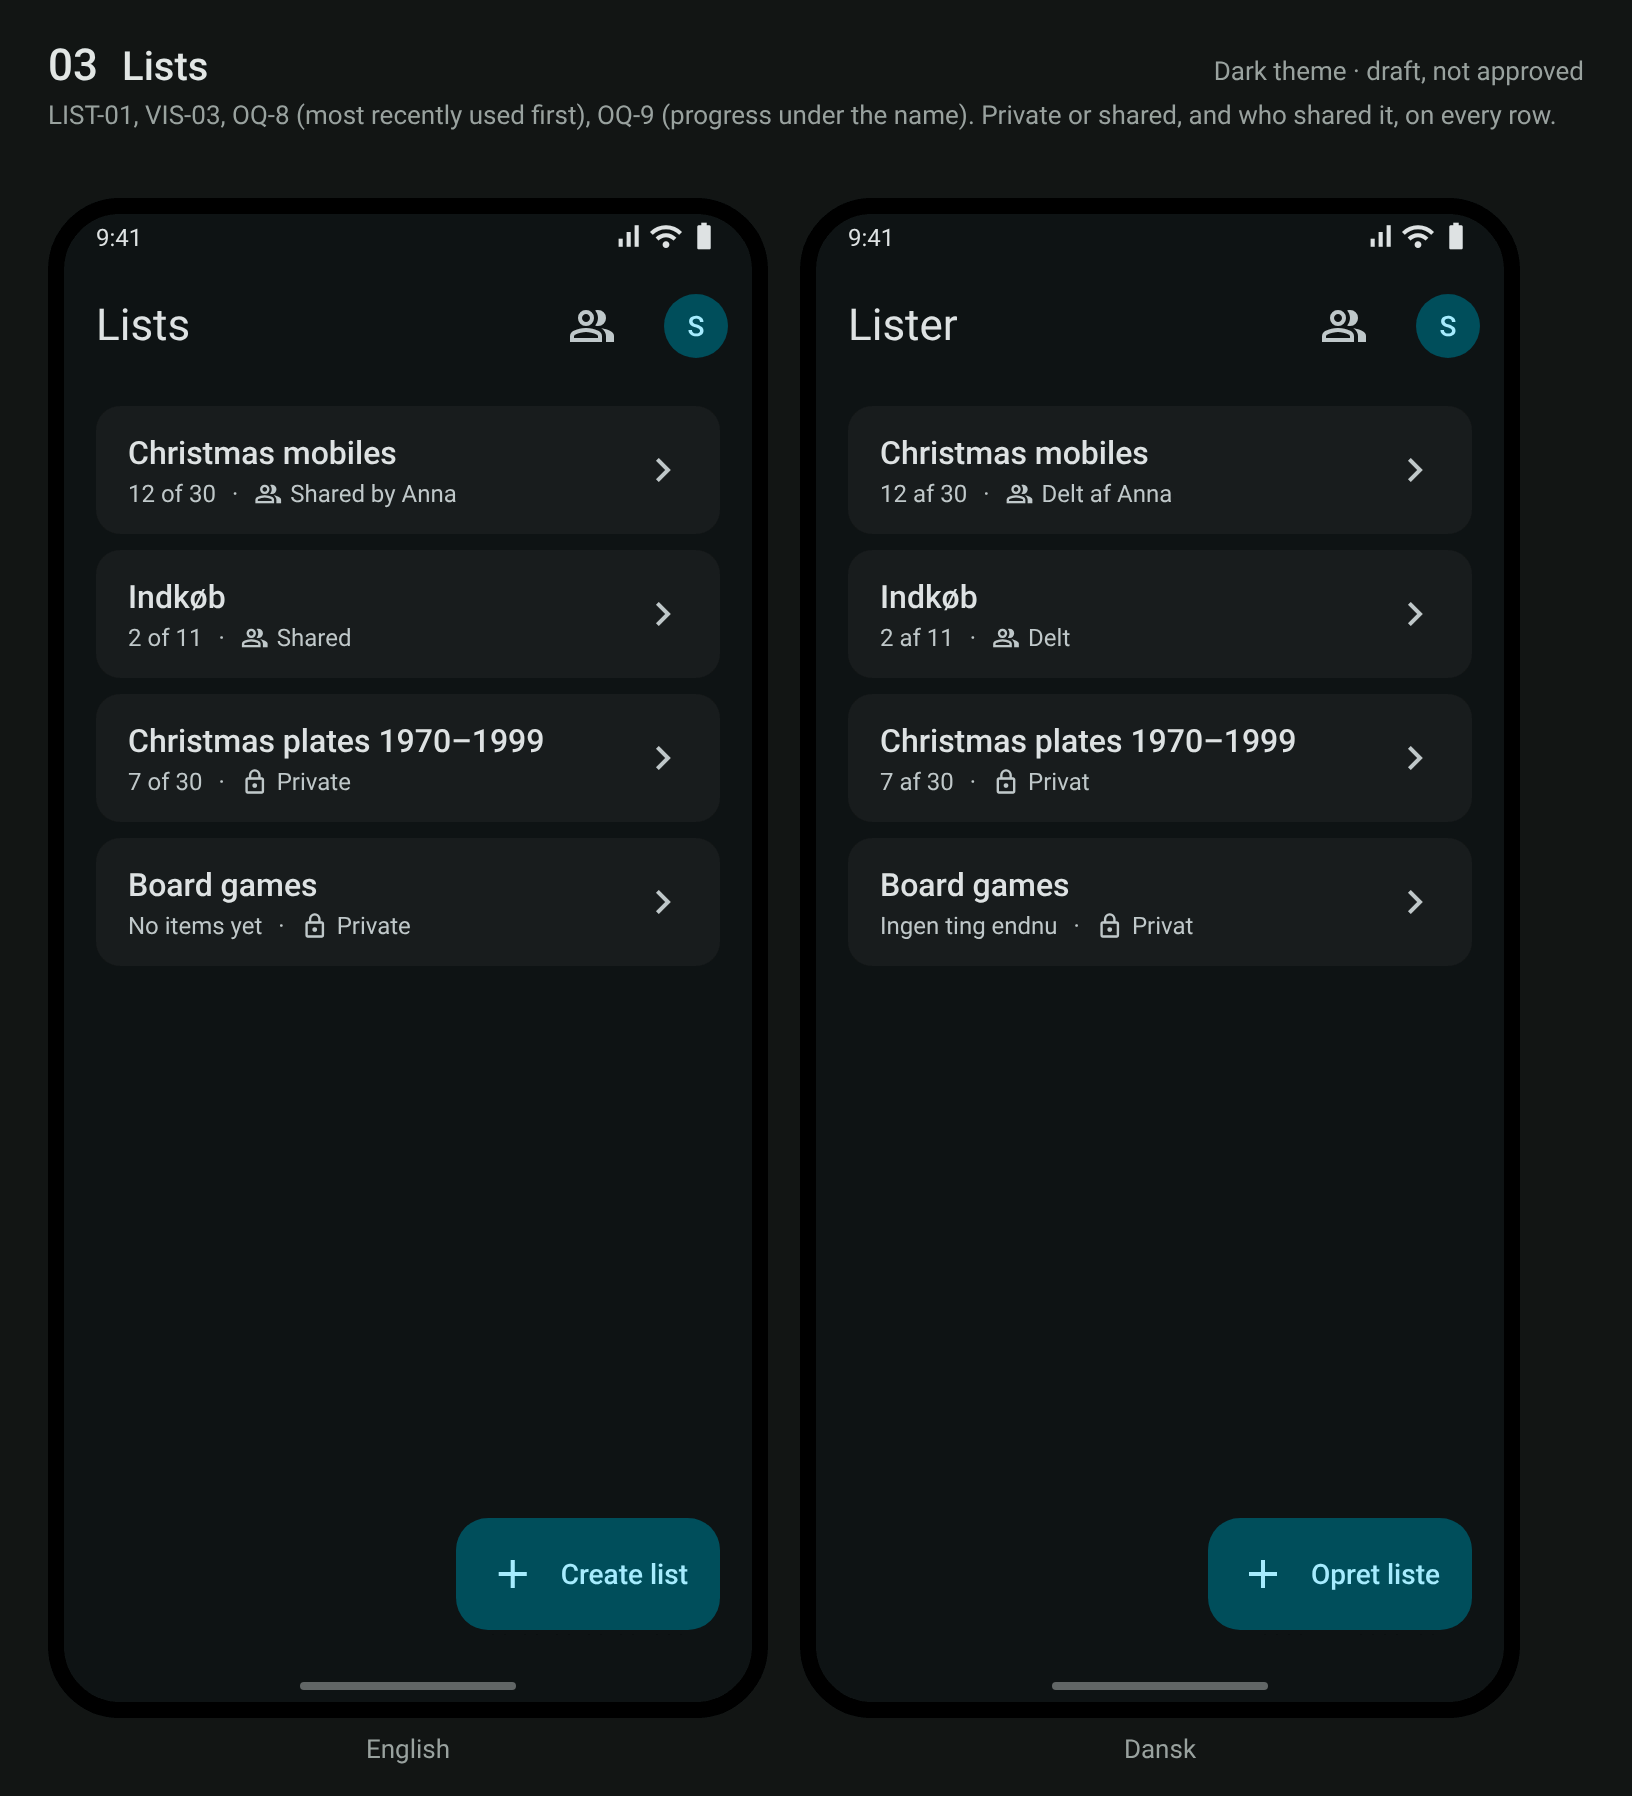 03 Lists
Dark theme · draft, not approved
LIST-01, VIS-03, OQ-8 (most recently used first), OQ-9 (progress under the name). Private or shared, and who shared it, on every row.
9:41
Lists
S
Christmas mobiles
12 of 30 · Shared by Anna
Indkøb
2 of 11 · Shared
Christmas plates 1970–1999
7 of 30 · Private
Board games
No items yet · Private
Create list
English
9:41
Lister
S
Christmas mobiles
12 af 30 · Delt af Anna
Indkøb
2 af 11 · Delt
Christmas plates 1970–1999
7 af 30 · Privat
Board games
Ingen ting endnu · Privat
Opret liste
Dansk